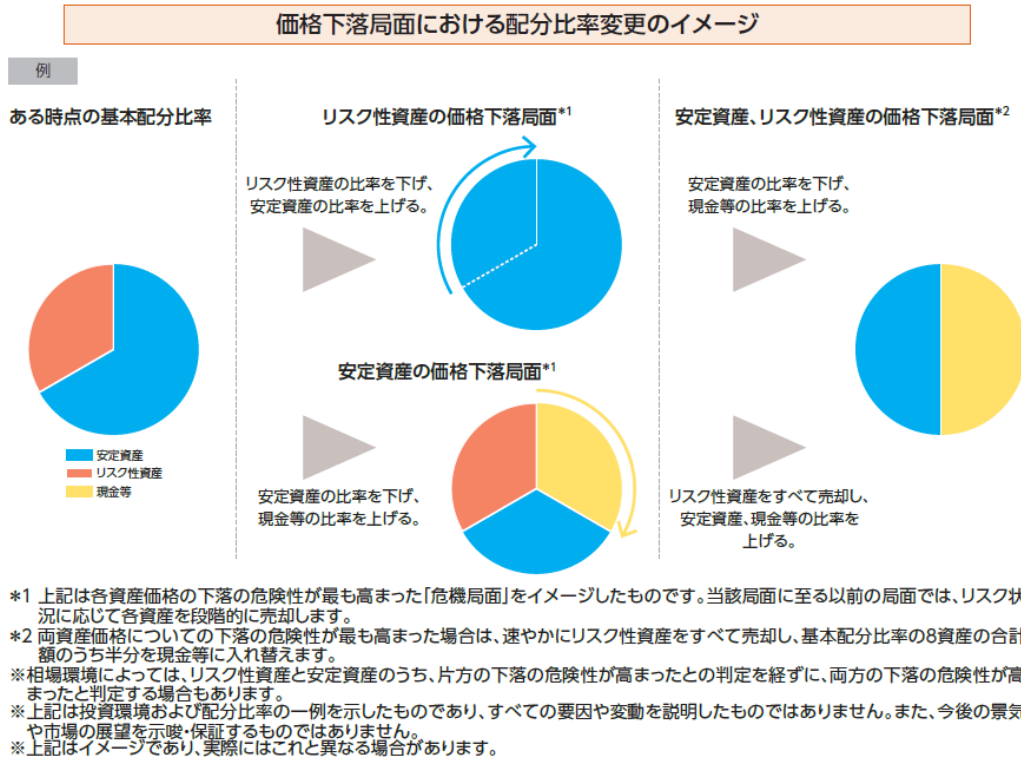 価格下落局面における配分比率変更のイメージ
例
ある時点の基本配分比率
安定資産
リスク性資産
現金等
リスク性資産の価格下落局面*1
リスク性資産の比率を下げ、
安定資産の比率を上げる。
安定資産の価格下落局面*1
安定資産の比率を下げ、
現金等の比率を上げる。
安定資産、リスク性資産の価格下落局面*2
安定資産の比率を下げ、
現金等の比率を上げる。
リスク性資産をすべて売却し、
安定資産、現金等の比率を
上げる。
*1 上記は各資産価格の下落の危険性が最も高まった「危機局面」をイメージしたものです。当該局面に至る以前の局面では、リスク状
況に応じて各資産を段階的に売却します。
*2 両資産価格についての下落の危険性が最も高まった場合は、速やかにリスク性資産をすべて売却し、基本配分比率の8資産の合計
額のうち半分を現金等に入れ替えます。
※相場環境によっては、リスク性資産と安定資産のうち、片方の下落の危険性が高まったとの判定を経ずに、両方の下落の危険性が高
まったと判定する場合もあります。
※上記は投資環境および配分比率の一例を示したものであり、すべての要因や変動を説明したものではありません。また、今後の景気
や市場の展望を示唆・保証するものではありません。
※上記はイメージであり、実際にはこれと異なる場合があります。